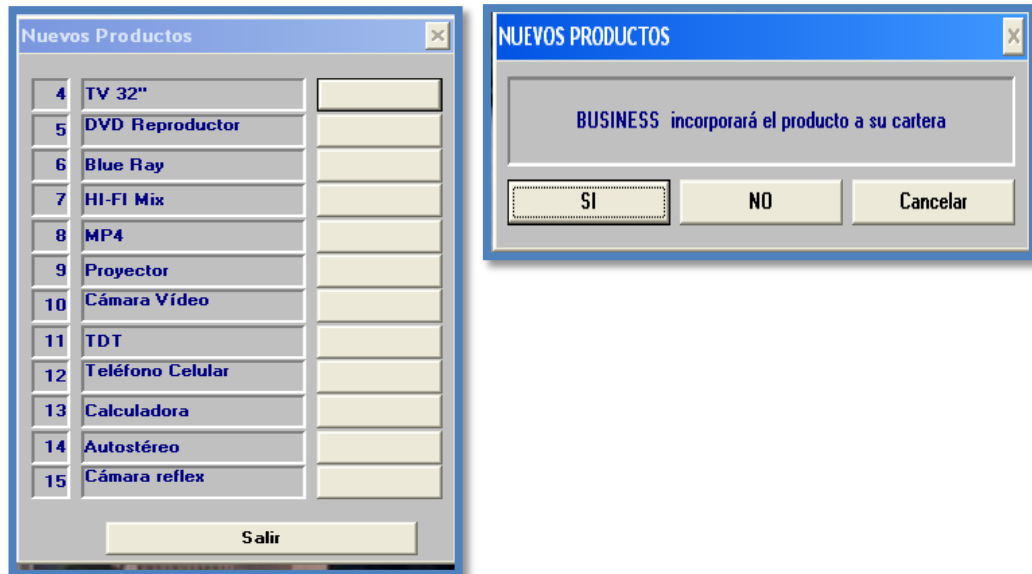 Nuevos Productos
4 TV 32"
5 DVD Reproductor
6 Blue Ray
7 HI-FI Mix
8 MP4
9 Proyector
10 Cámara Vídeo
11 TDT
12 Teléfono Celular
13 Calculadora
14 Autostéreo
15 Cámara reflex
Salir
NUEVOS PRODUCTOS
BUSINESS incorporará el producto a su cartera
SI NO Cancelar